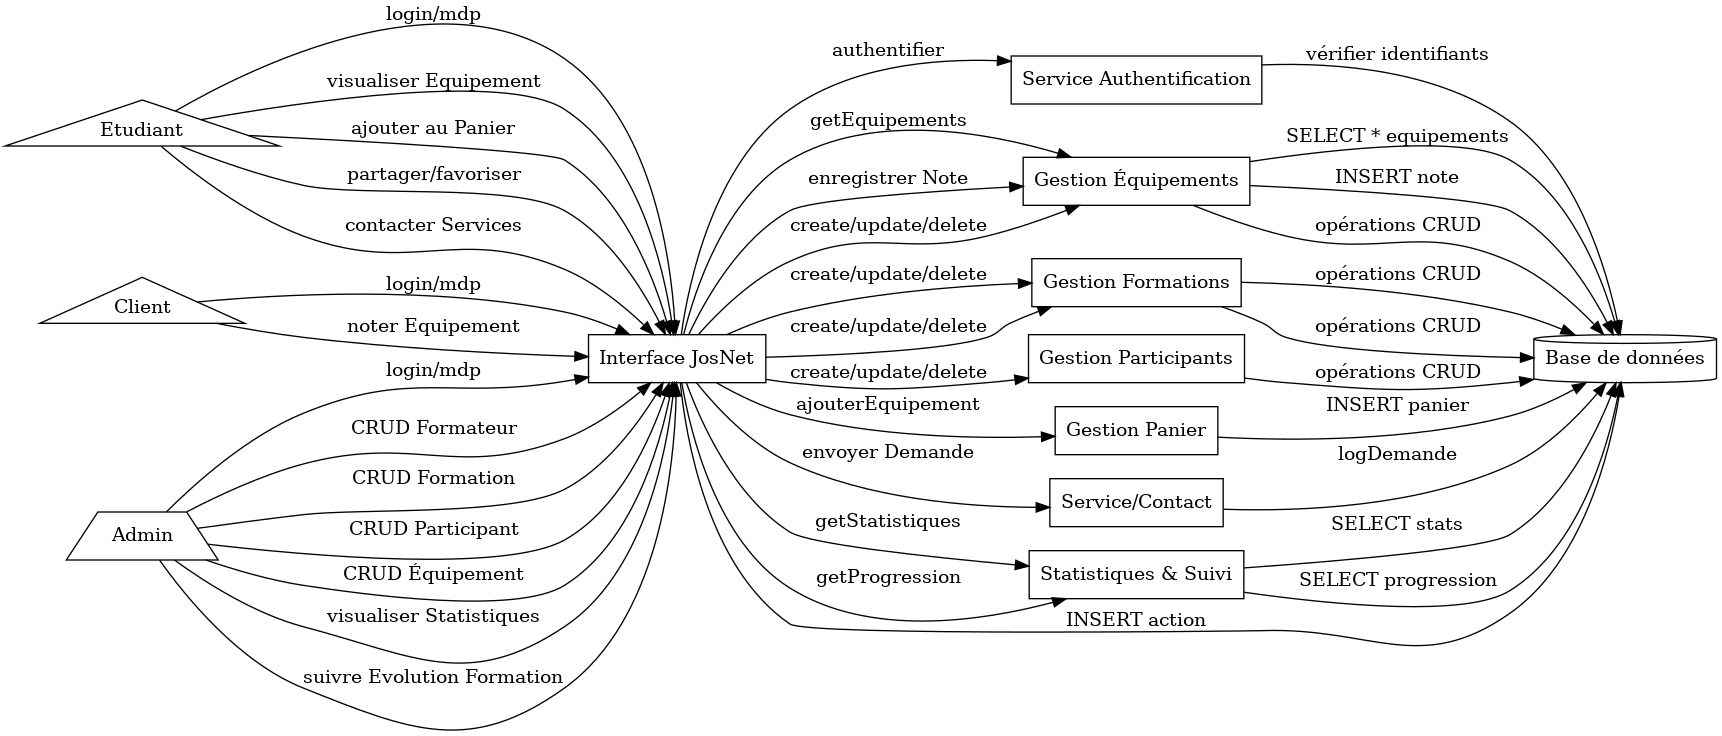 login/mdp
visualiser Equipement
ajouter au Panier
partager/favoriser
contacter Services
Etudiant
login/mdp
noter Equipement
Client
login/mdp
CRUD Formateur
CRUD Formation
CRUD Participant
CRUD Équipement
visualiser Statistiques
suivre Evolution Formation
Admin
Interface JosNet
authentifier
getEquipements
enregistrer Note
create/update/delete
create/update/delete
create/update/delete
create/update/delete
ajouterEquipement
envoyer Demande
getStatistiques
getProgression
INSERT action
Service Authentification
Gestion Équipements
Gestion Formations
Gestion Participants
Gestion Panier
Service/Contact
Statistiques & Suivi
vérifier identifiants
SELECT * equipements
INSERT note
opérations CRUD
opérations CRUD
opérations CRUD
opérations CRUD
INSERT panier
logDemande
SELECT stats
SELECT progression
Base de données